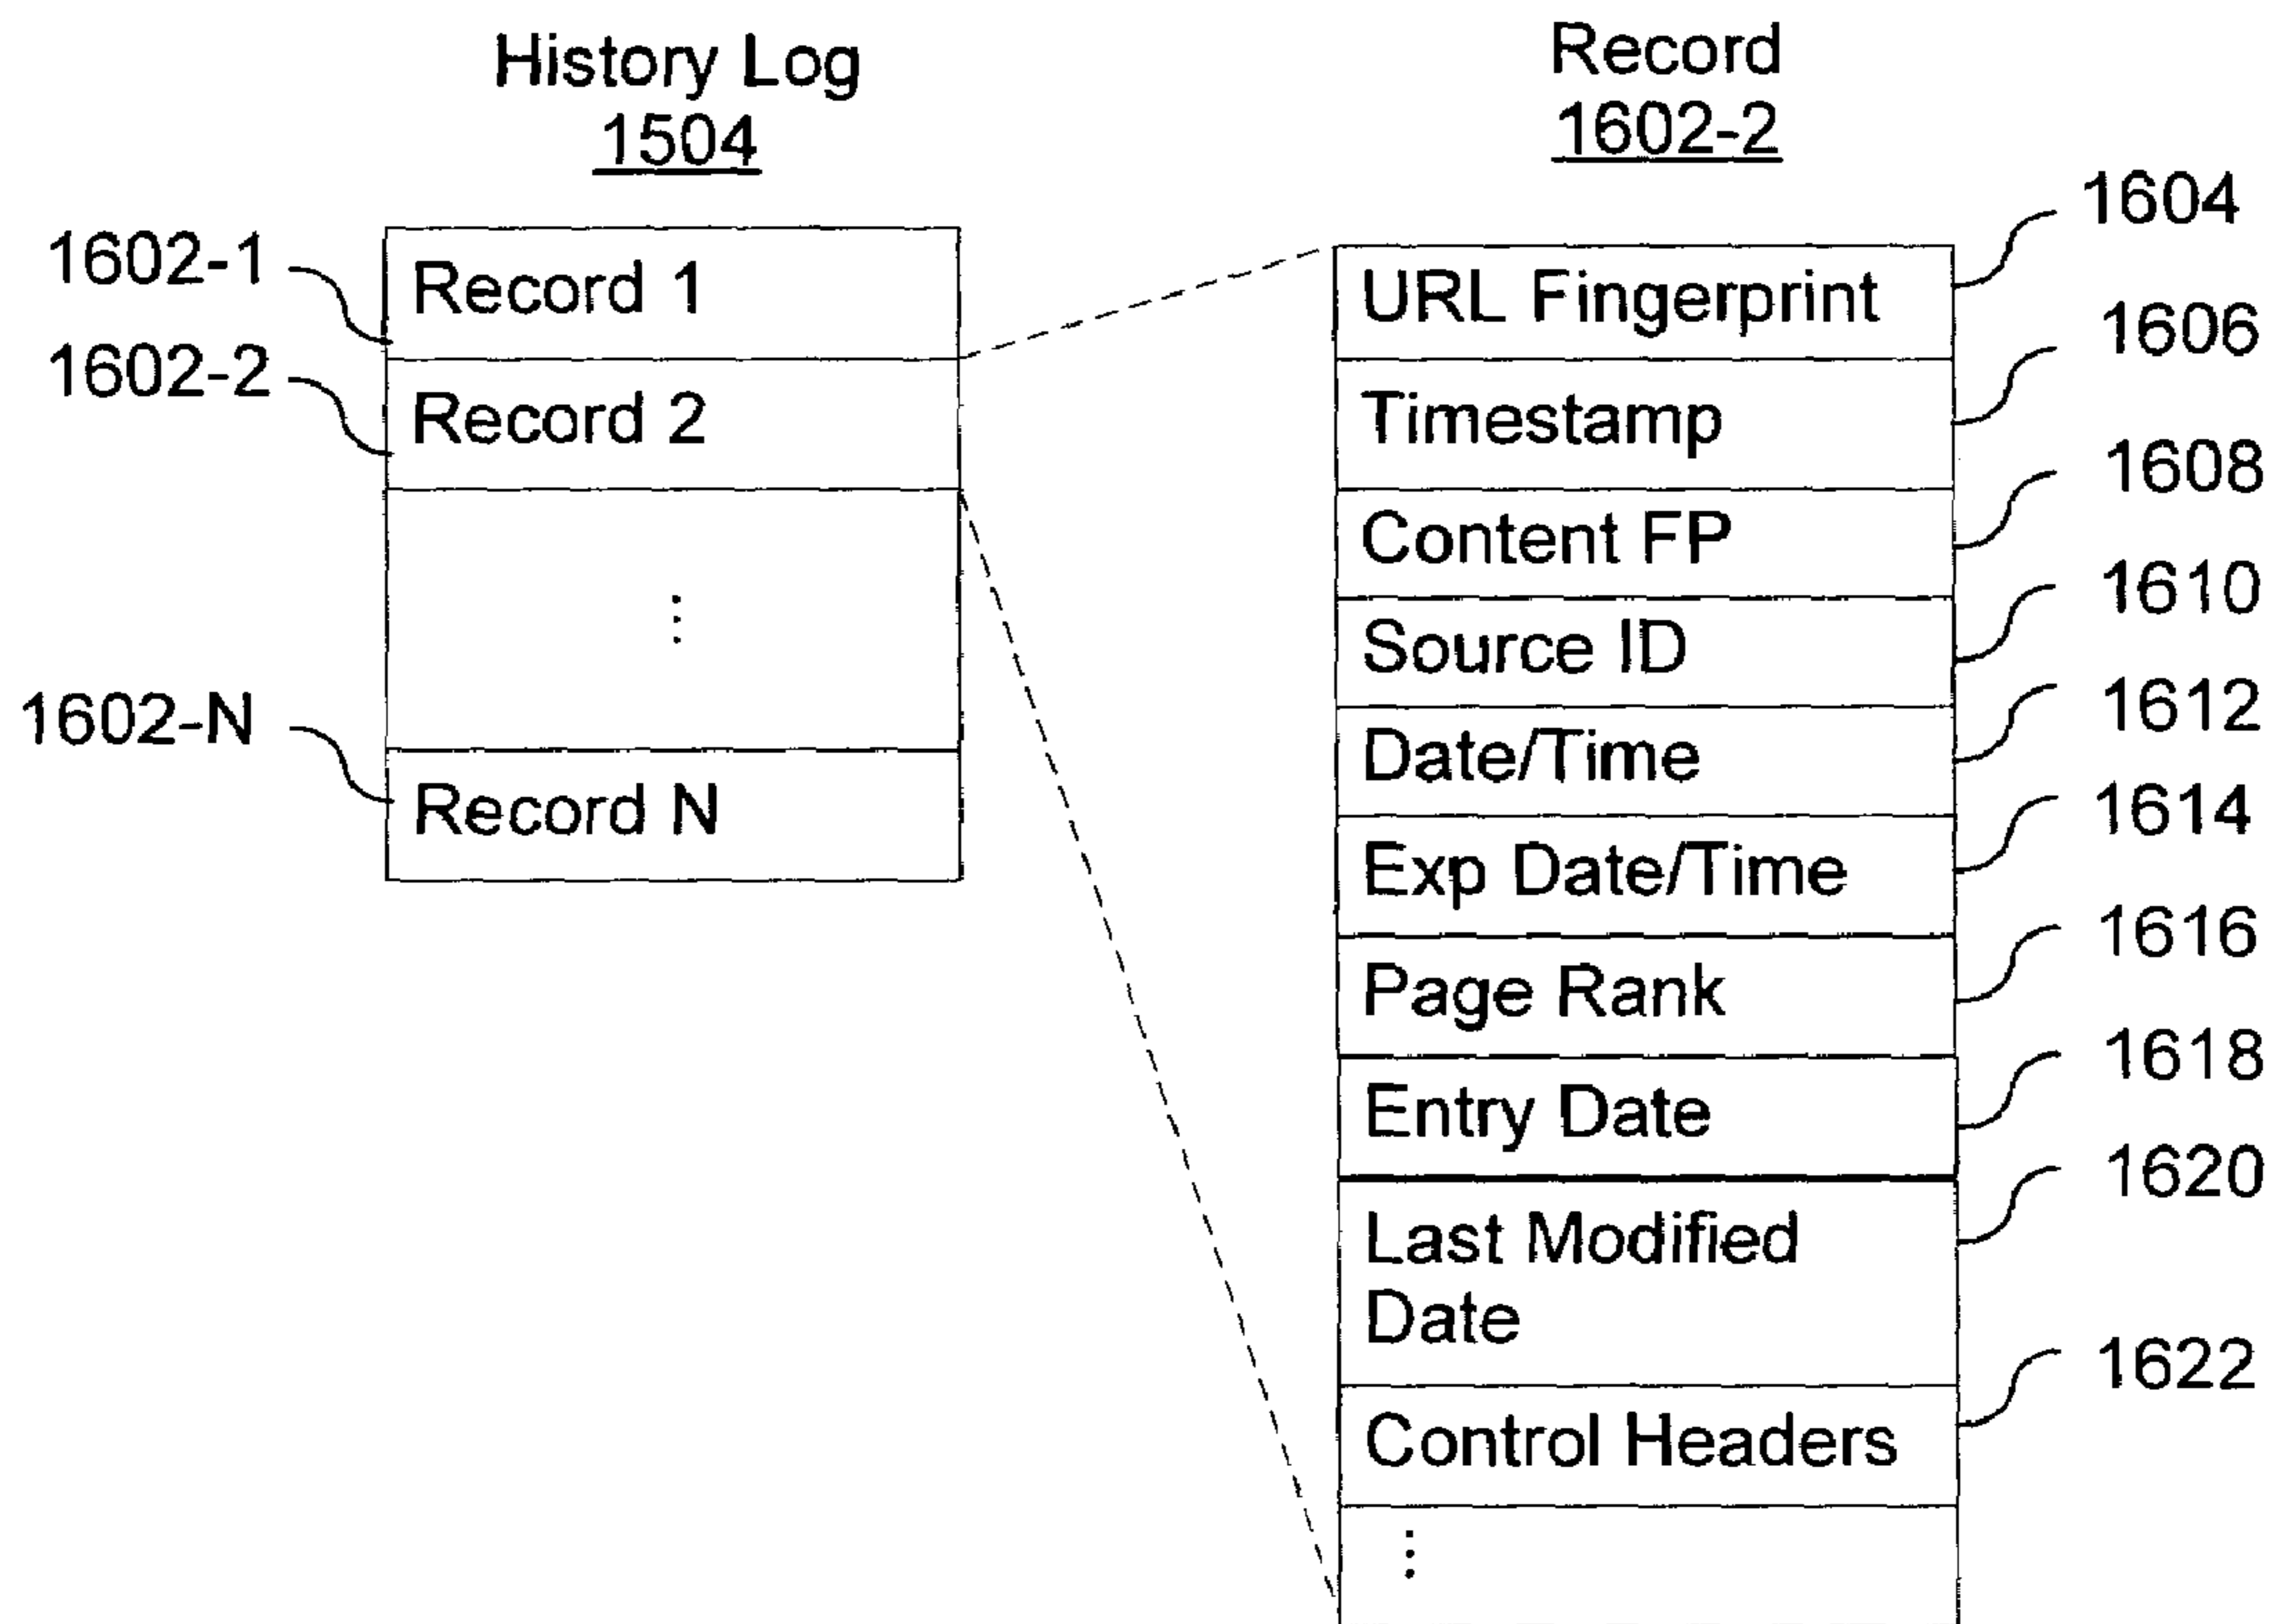 History Log
1504
1602-1
Record 1
1602-2
Record 2
⋮
1602-N
Record N
Record
1602-2
URL Fingerprint
1604
Timestamp
1606
Content FP
1608
Source ID
1610
Date/Time
1612
Exp Date/Time
1614
Page Rank
1616
Entry Date
1618
Last Modified
Date
1620
Control Headers
1622
⋮